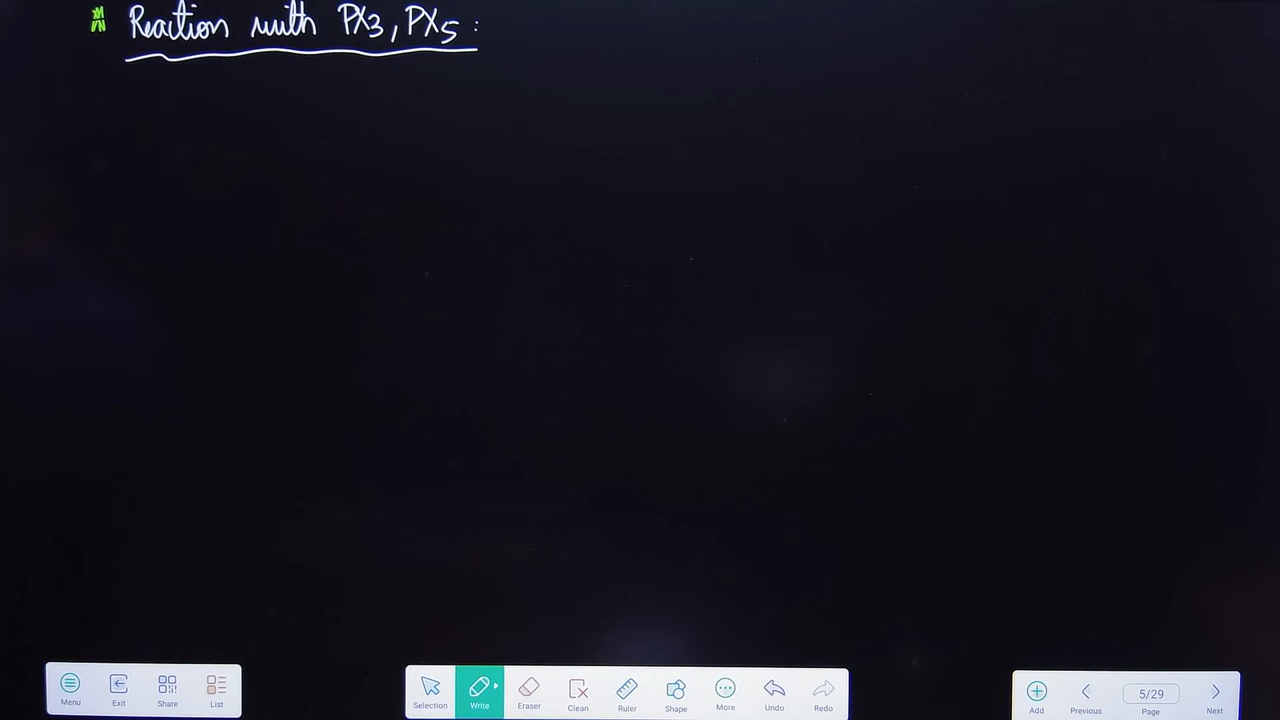 # Reaction with PX₃, PX₅ :
Menu
Exit
Share
List
Selection
Write
Eraser
Clean
Ruler
Shape
More
Undo
Redo
Add
Previous
5/29
Page
Next